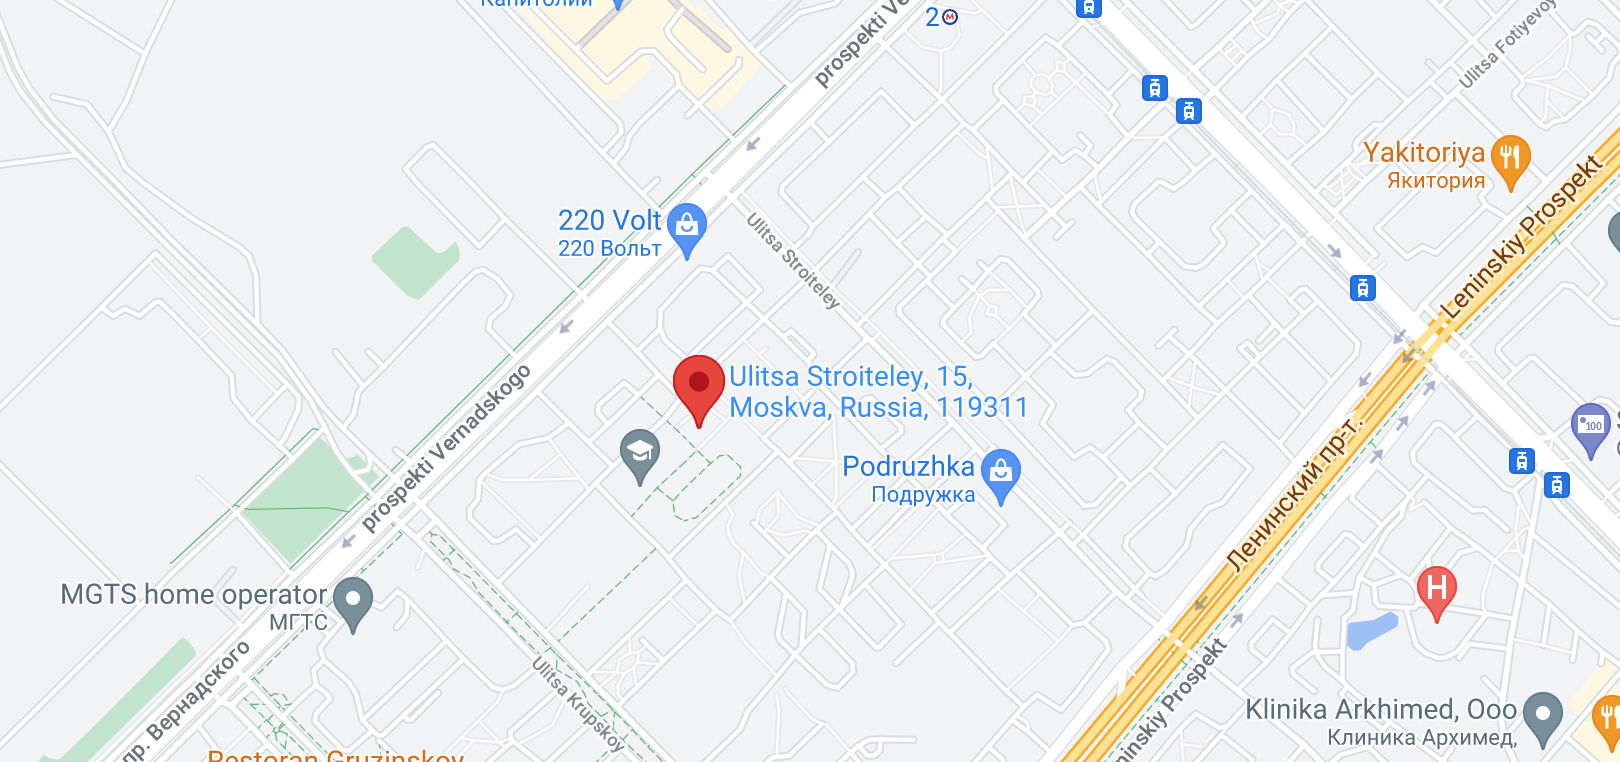 Капитолий
2
prospekti Ve
Ulitsa Fotiyevoy
Yakitoriya
Якитория
Leninskiy Prospekt
220 Volt
220 Вольт
Ulitsa Stroiteley
Ulitsa Stroiteley, 15,
Moskva, Russia, 119311
prospekti Vernadskogo
Podruzhka
Подружка
100
Ленинский пр-т.
H
MGTS home operator
МГТС
пр. Вернадского
Ulitsa Krupskoy
ninskiy Prospekt
Klinika Arkhimed, Ooo
Клиника Архимед,
Restoran Gruzinskoy